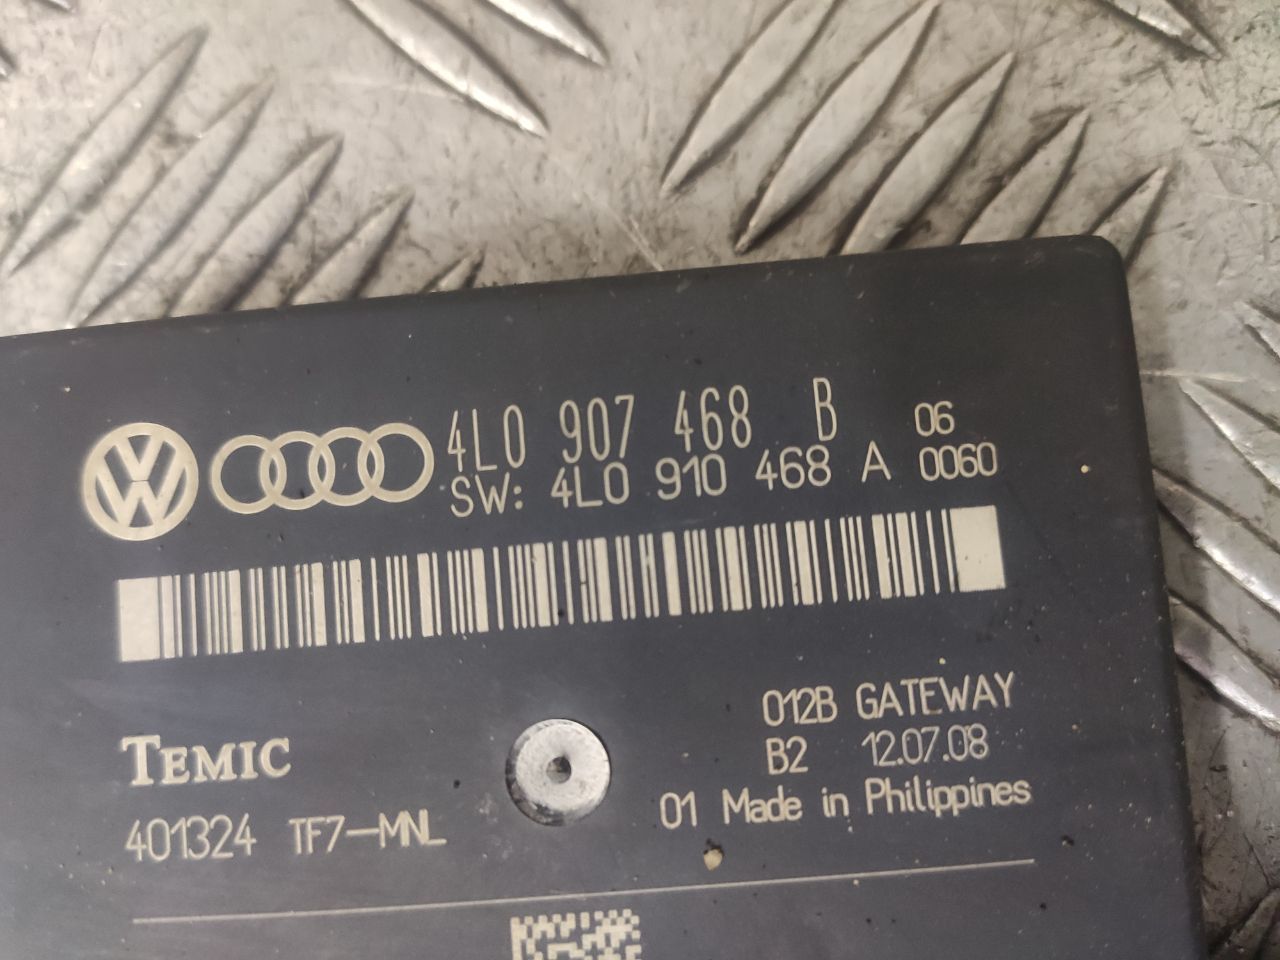 4L0 907 468 B 06
SW: 4L0 910 468 A 0060
012B GATEWAY
B2 12.07.08
01 Made in Philippines
TEMIC
401324 TF7-MNL